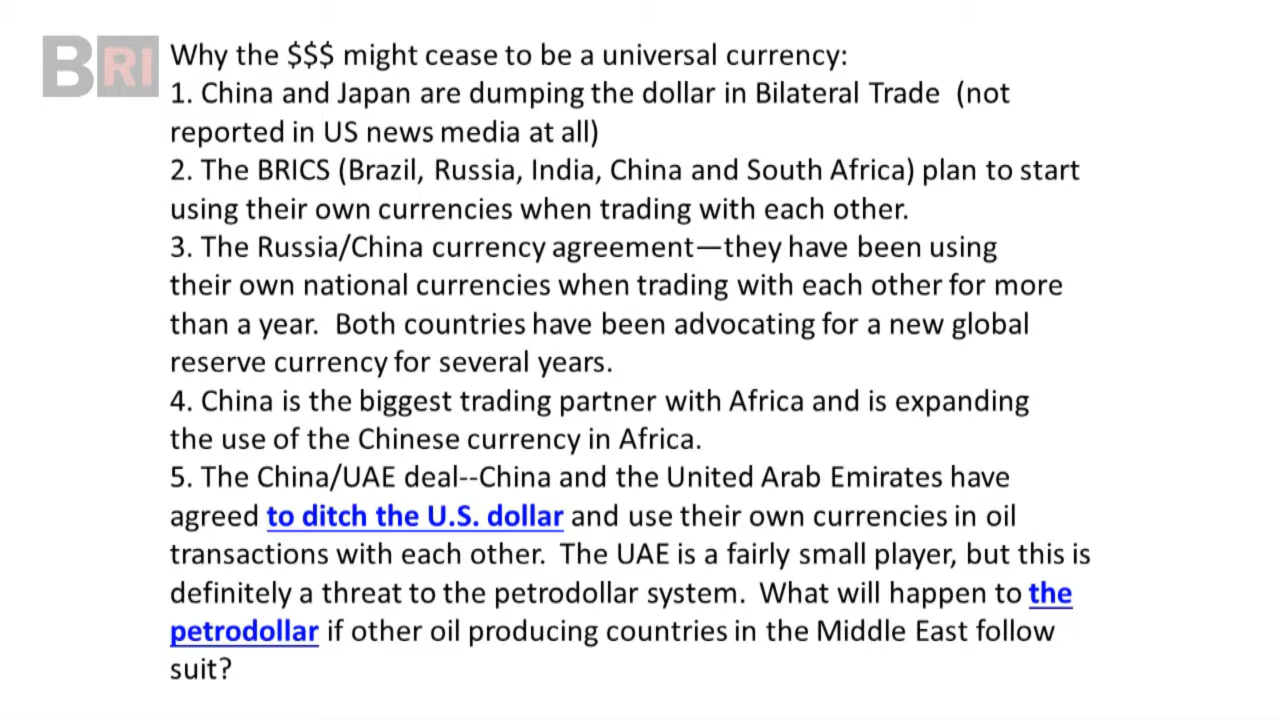 BRI
Why the $$$ might cease to be a universal currency:
1. China and Japan are dumping the dollar in Bilateral Trade  (not
reported in US news media at all)
2. The BRICS (Brazil, Russia, India, China and South Africa) plan to start
using their own currencies when trading with each other.
3. The Russia/China currency agreement—they have been using
their own national currencies when trading with each other for more
than a year.  Both countries have been advocating for a new global
reserve currency for several years.
4. China is the biggest trading partner with Africa and is expanding
the use of the Chinese currency in Africa.
5. The China/UAE deal--China and the United Arab Emirates have
agreed to ditch the U.S. dollar and use their own currencies in oil
transactions with each other.  The UAE is a fairly small player, but this is
definitely a threat to the petrodollar system.  What will happen to the
petrodollar if other oil producing countries in the Middle East follow
suit?